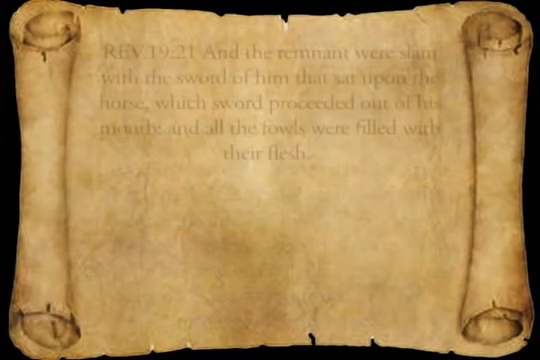 REV 19:21 And the remnant were slain
with the sword of him that sat upon the
horse, which sword proceeded out of his
mouth: and all the fowls were filled with
their flesh.